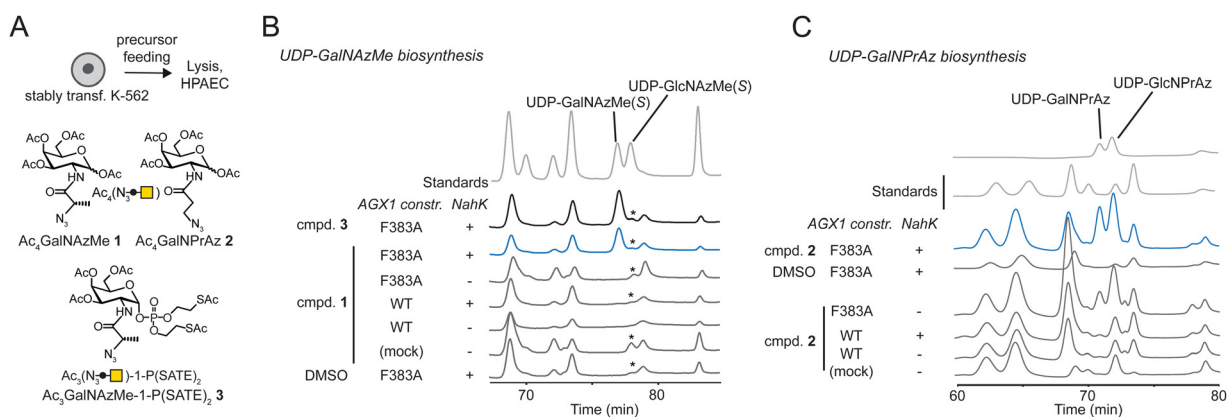 A
precursor
feeding
Lysis,
HPAEC
stably transf. K-562
AcO
OAc
O
AcO
OAc
HN
O
N3
Ac4GalNAzMe 1
Ac4(N3 )
AcO
OAc
O
AcO
OAc
HN
O
N3
Ac4GalNPrAz 2
AcO
OAc
O
AcO
HN
O
O
P
O
O
SAc
O
SAc
N3
Ac3(N3 )-1-P(SATE)2
Ac3GalNAzMe-1-P(SATE)2 3
B
UDP-GalNAzMe biosynthesis
UDP-GalNAzMe(S)
UDP-GlcNAzMe(S)
Standards
AGX1 constr. NahK
cmpd. 3 F383A + *
F383A + *
F383A - *
cmpd. 1 WT + *
WT -
(mock) - *
DMSO F383A + *
70 80
Time (min)
C
UDP-GalNPrAz biosynthesis
UDP-GalNPrAz
UDP-GlcNPrAz
Standards
AGX1 constr. NahK
cmpd. 2 F383A +
DMSO F383A +
F383A -
cmpd. 2 WT +
WT -
(mock) -
60 70 80
Time (min)